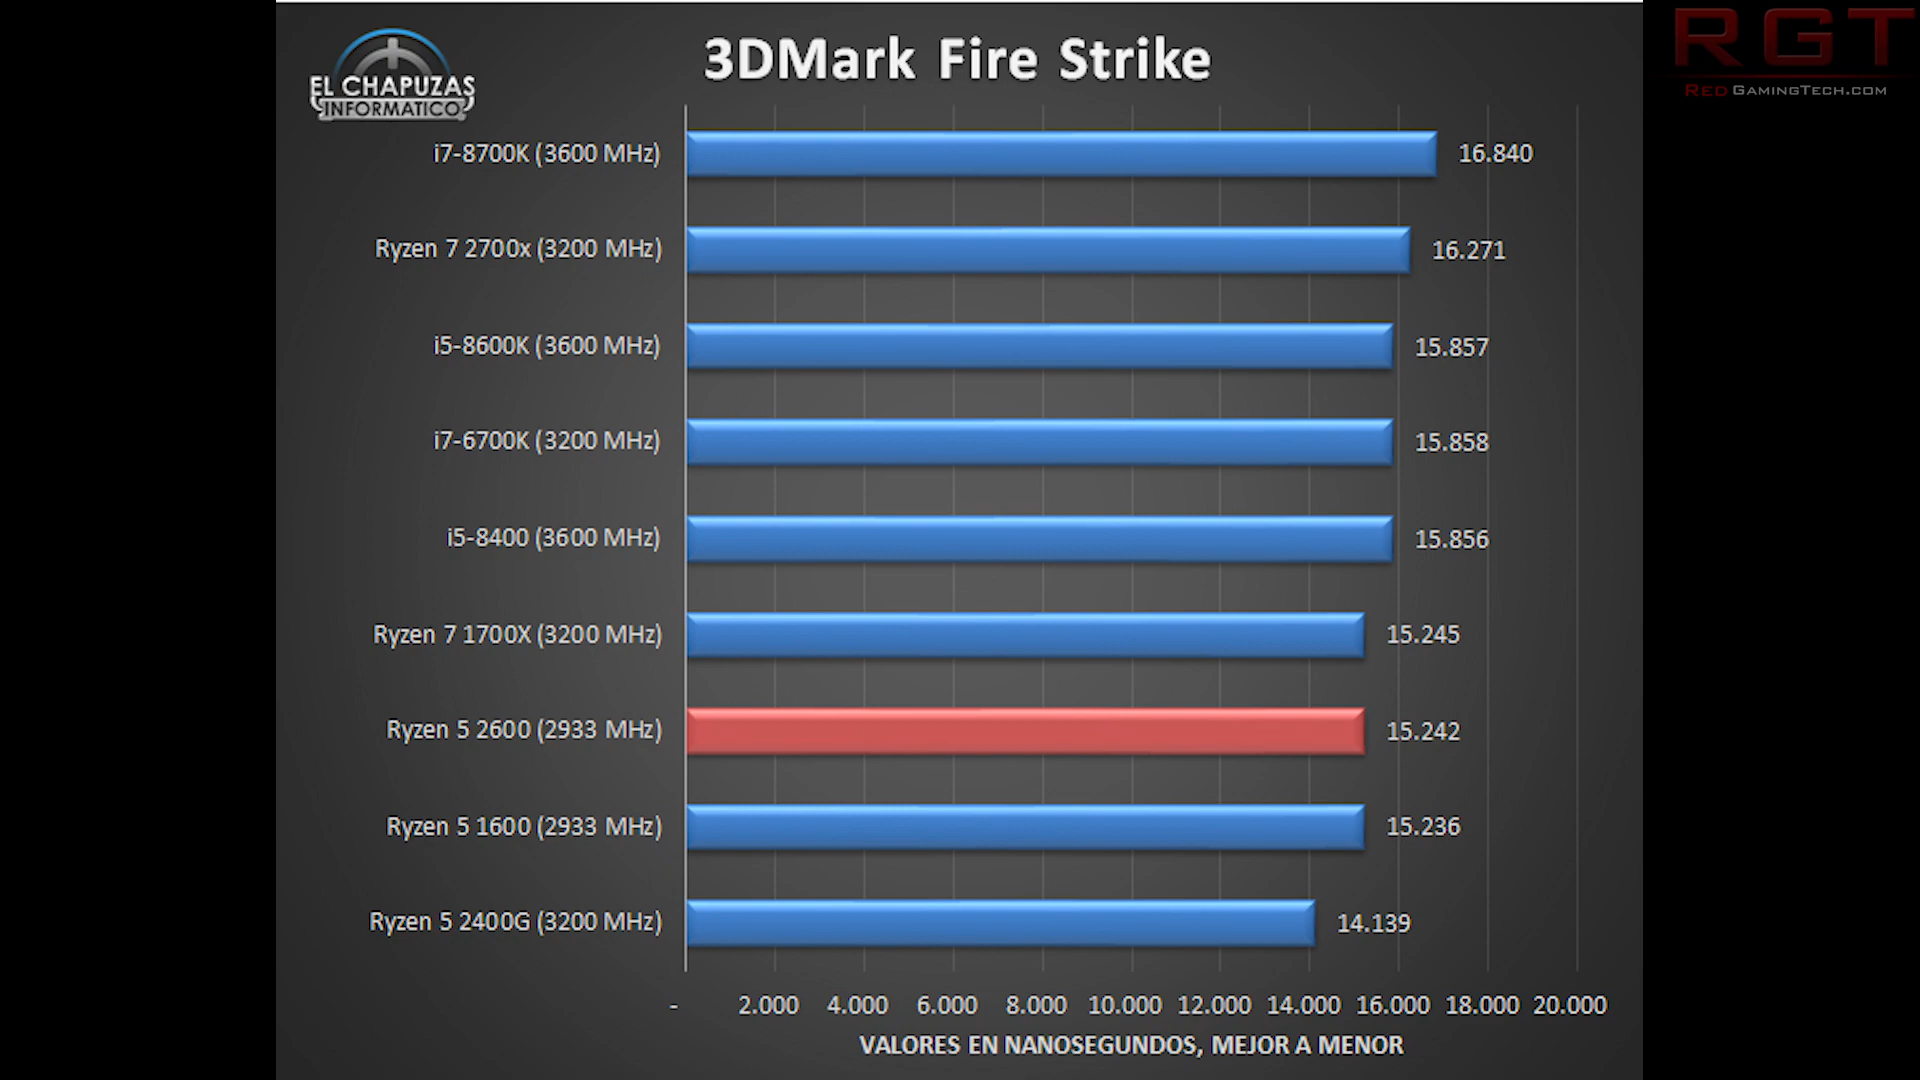 3DMark Fire Strike
EL CHAPUZAS
INFORMATICO
RGT
RED GAMINGTECH.COM
i7-8700K (3600 MHz) 16.840
Ryzen 7 2700x (3200 MHz) 16.271
i5-8600K (3600 MHz) 15.857
i7-6700K (3200 MHz) 15.858
i5-8400 (3600 MHz) 15.856
Ryzen 7 1700X (3200 MHz) 15.245
Ryzen 5 2600 (2933 MHz) 15.242
Ryzen 5 1600 (2933 MHz) 15.236
Ryzen 5 2400G (3200 MHz) 14.139
- 2.000 4.000 6.000 8.000 10.000 12.000 14.000 16.000 18.000 20.000
VALORES EN NANOSEGUNDOS, MEJOR A MENOR